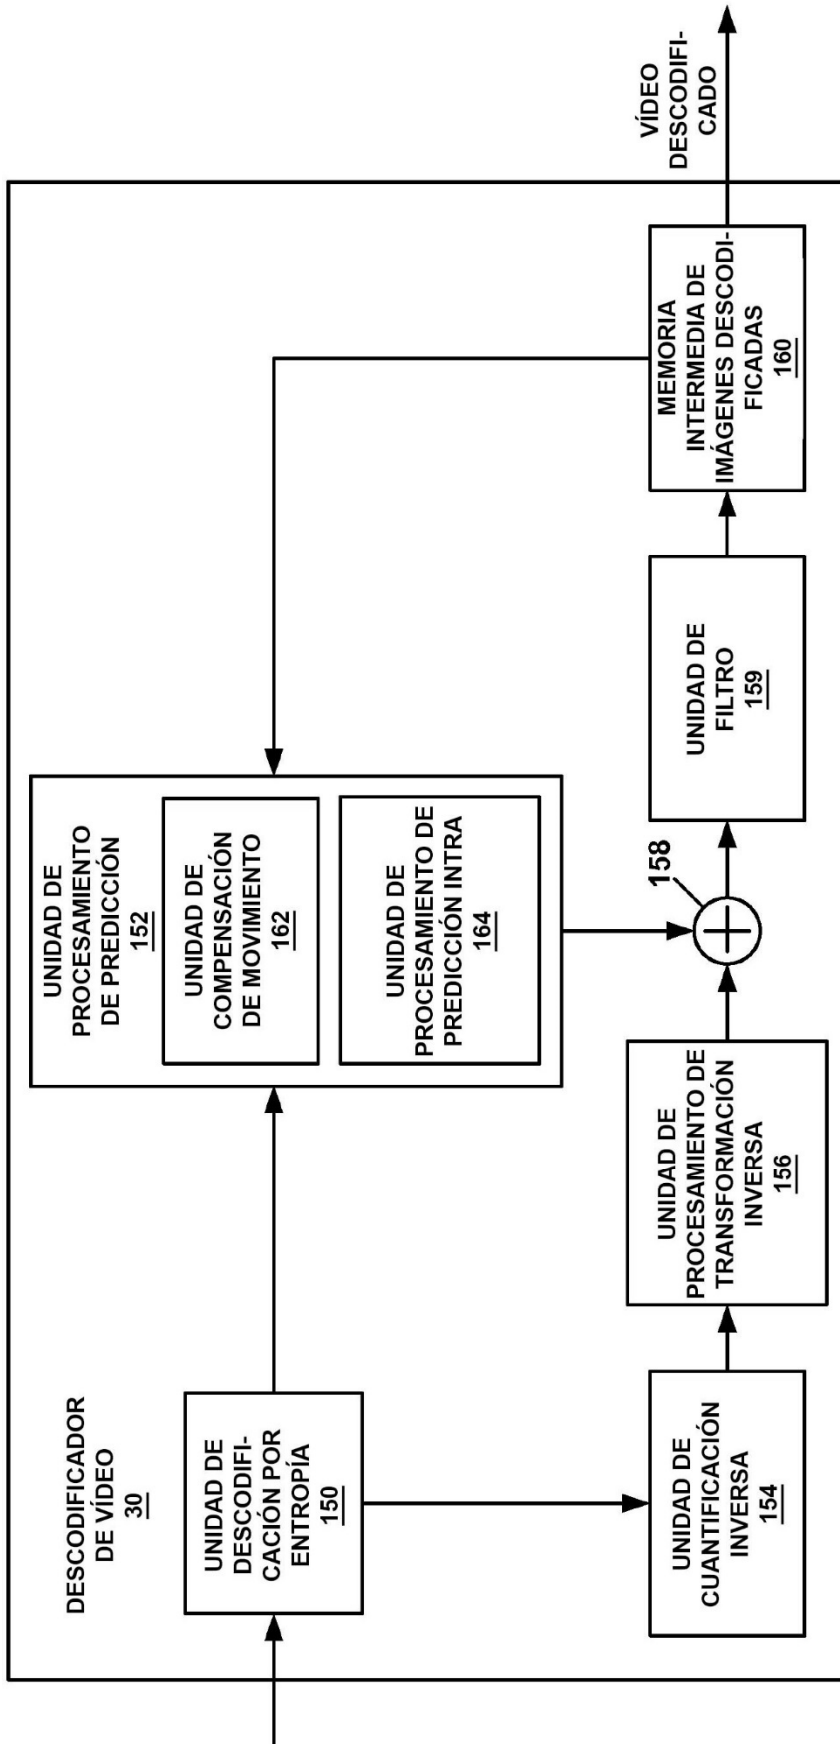 DESCODIFICADOR
DE VÍDEO
30
UNIDAD DE
DESCODIFI-
CACIÓN POR
ENTROPÍA
150
UNIDAD DE
PROCESAMIENTO
DE PREDICCIÓN
152
UNIDAD DE
COMPENSACIÓN
DE MOVIMIENTO
162
UNIDAD DE
PROCESAMIENTO DE
PREDICCIÓN INTRA
164
UNIDAD DE
CUANTIFICACIÓN
INVERSA
154
UNIDAD DE
PROCESAMIENTO DE
TRANSFORMACIÓN
INVERSA
156
158
UNIDAD DE
FILTRO
159
MEMORIA
INTERMEDIA DE
IMÁGENES DESCODI-
FICADAS
160
VÍDEO
DESCODIFI-
CADO